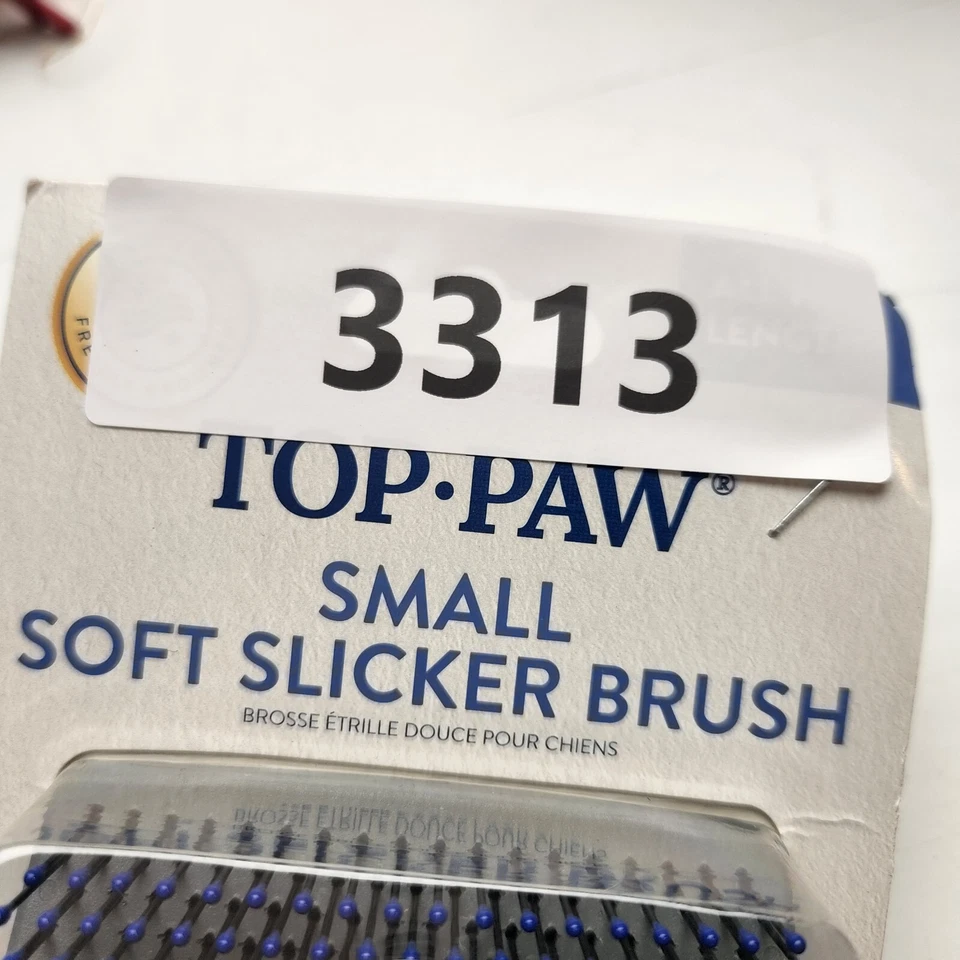 3313
TOP•PAW®
SMALL
SOFT SLICKER BRUSH
BROSSE ÉTRILLE DOUCE POUR CHIENS